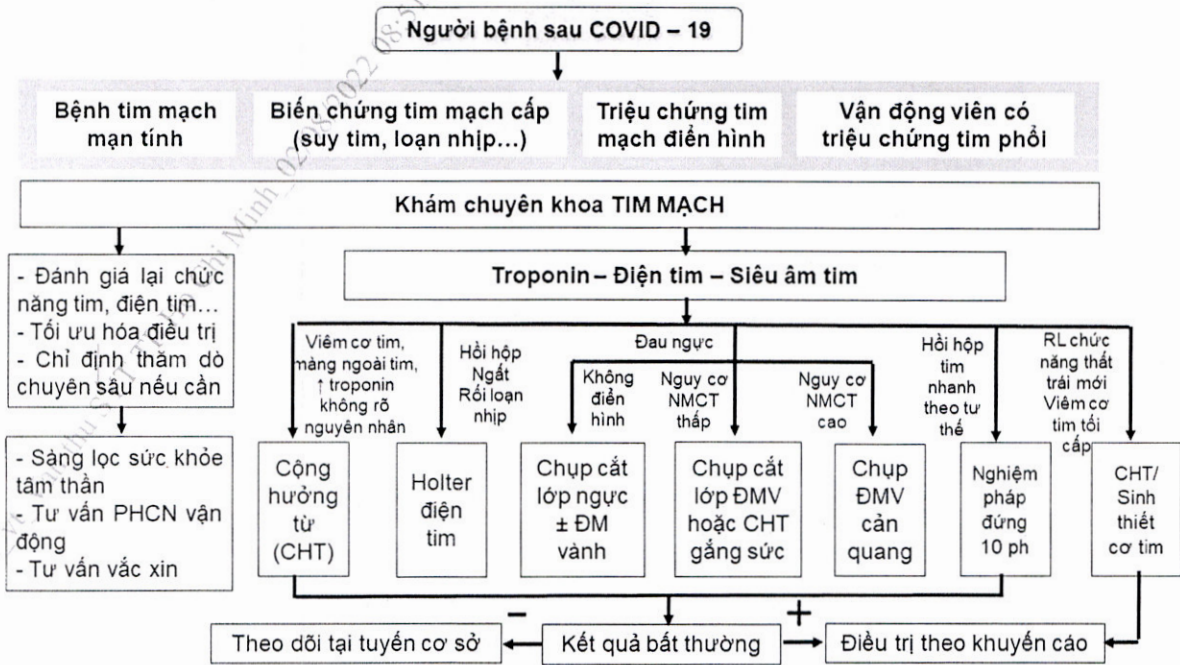 Người bệnh sau COVID – 19
Bệnh tim mạch
mạn tính
Biến chứng tim mạch cấp
(suy tim, loạn nhịp...)
Triệu chứng tim
mạch điển hình
Vận động viên có
triệu chứng tim phổi
Khám chuyên khoa TIM MẠCH
- Đánh giá lại chức
năng tim, điện tim...
- Tối ưu hóa điều trị
- Chỉ định thăm dò
chuyên sâu nếu cần
- Sàng lọc sức khỏe
tâm thần
- Tư vấn PHCN vận
động
- Tư vấn vắc xin
Troponin – Điện tim – Siêu âm tim
Viêm cơ tim,
màng ngoài tim,
↑ troponin
không rõ
nguyên nhân
Hồi hộp
Ngất
Rối loạn
nhịp
Đau ngực
Không
điển
hình
Nguy cơ
NMCT
thấp
Nguy cơ
NMCT
cao
Hồi hộp
tim
nhanh
theo tư
thế
RL chức
năng thất
trái mới
Viêm cơ
tim tối
cấp
Cộng
hưởng
từ
(CHT)
Holter
điện
tim
Chụp cắt
lớp ngực
± ĐM
vành
Chụp cắt
lớp ĐMV
hoặc CHT
gắng sức
Chụp
ĐMV
cản
quang
Nghiệm
pháp
đứng
10 ph
CHT/
Sinh
thiết
cơ tim
Theo dõi tại tuyến cơ sở
–
Kết quả bất thường
+
Điều trị theo khuyến cáo